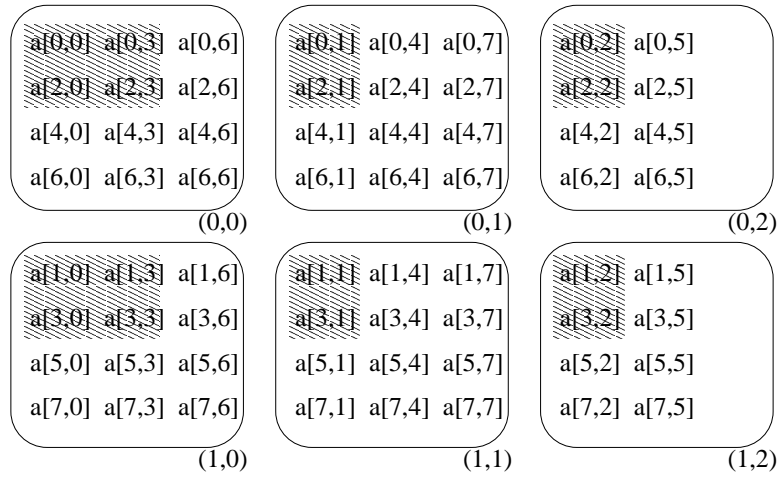 a[0,0] a[0,3] a[0,6] a[0,1] a[0,4] a[0,7] a[0,2] a[0,5]
a[2,0] a[2,3] a[2,6] a[2,1] a[2,4] a[2,7] a[2,2] a[2,5]
a[4,0] a[4,3] a[4,6] a[4,1] a[4,4] a[4,7] a[4,2] a[4,5]
a[6,0] a[6,3] a[6,6] a[6,1] a[6,4] a[6,7] a[6,2] a[6,5]
(0,0) (0,1) (0,2)
a[1,0] a[1,3] a[1,6] a[1,1] a[1,4] a[1,7] a[1,2] a[1,5]
a[3,0] a[3,3] a[3,6] a[3,1] a[3,4] a[3,7] a[3,2] a[3,5]
a[5,0] a[5,3] a[5,6] a[5,1] a[5,4] a[5,7] a[5,2] a[5,5]
a[7,0] a[7,3] a[7,6] a[7,1] a[7,4] a[7,7] a[7,2] a[7,5]
(1,0) (1,1) (1,2)